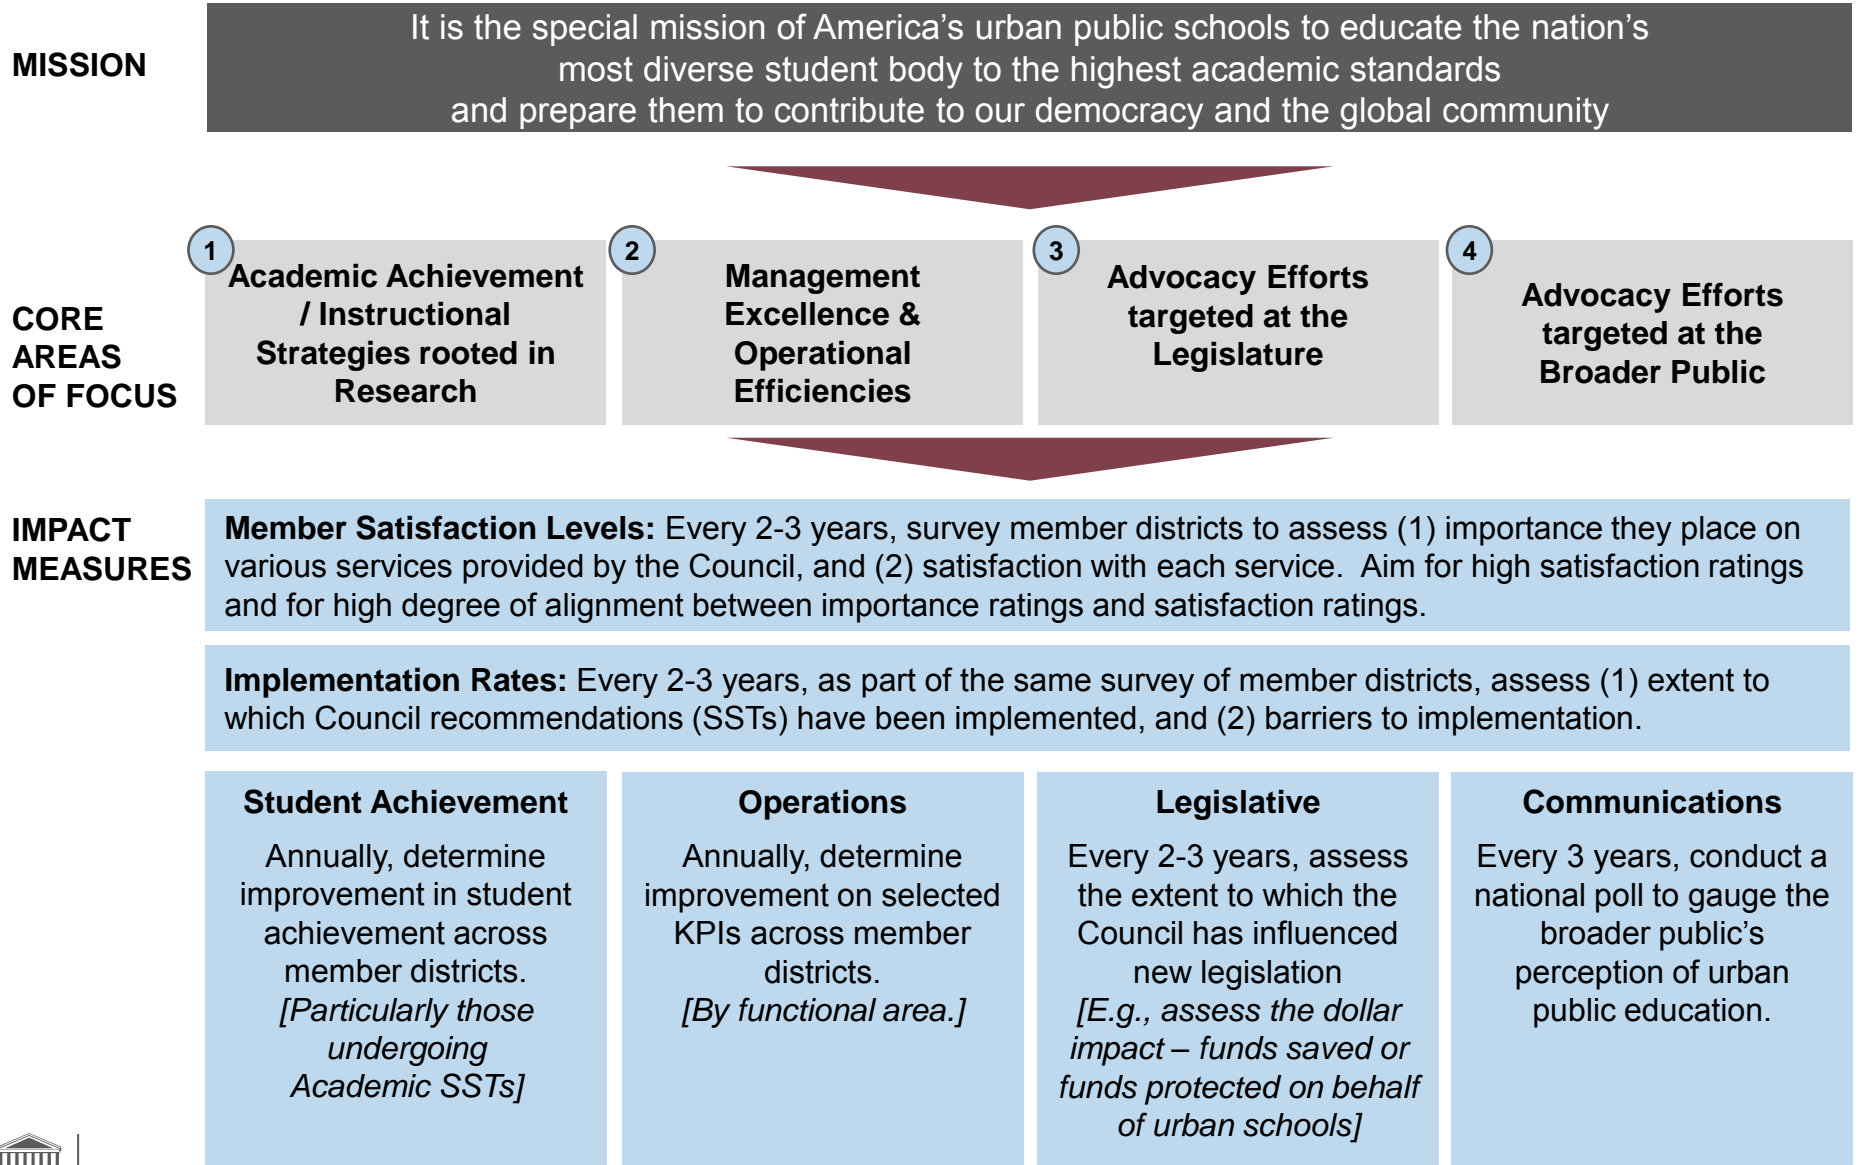 MISSION
It is the special mission of America's urban public schools to educate the nation's
most diverse student body to the highest academic standards
and prepare them to contribute to our democracy and the global community
CORE
AREAS
OF FOCUS
1
Academic Achievement
/ Instructional
Strategies rooted in
Research
2
Management
Excellence &
Operational
Efficiencies
3
Advocacy Efforts
targeted at the
Legislature
4
Advocacy Efforts
targeted at the
Broader Public
IMPACT
MEASURES
Member Satisfaction Levels: Every 2-3 years, survey member districts to assess (1) importance they place on
various services provided by the Council, and (2) satisfaction with each service.  Aim for high satisfaction ratings
and for high degree of alignment between importance ratings and satisfaction ratings.
Implementation Rates: Every 2-3 years, as part of the same survey of member districts, assess (1) extent to
which Council recommendations (SSTs) have been implemented, and (2) barriers to implementation.
Student Achievement
Annually, determine
improvement in student
achievement across
member districts.
[Particularly those
undergoing
Academic SSTs]
Operations
Annually, determine
improvement on selected
KPIs across member
districts.
[By functional area.]
Legislative
Every 2-3 years, assess
the extent to which the
Council has influenced
new legislation
[E.g., assess the dollar
impact – funds saved or
funds protected on behalf
of urban schools]
Communications
Every 3 years, conduct a
national poll to gauge the
broader public's
perception of urban
public education.